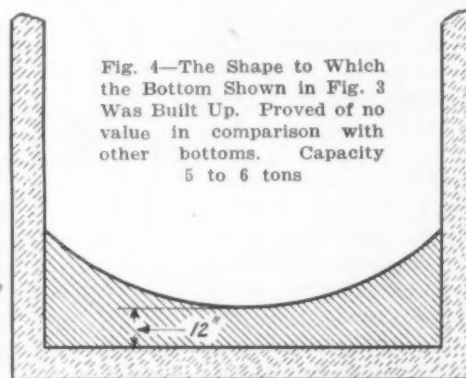 Fig. 4—The Shape to Which
the Bottom Shown in Fig. 3
Was Built Up. Proved of no
value in comparison with
other bottoms. Capacity
5 to 6 tons
12"